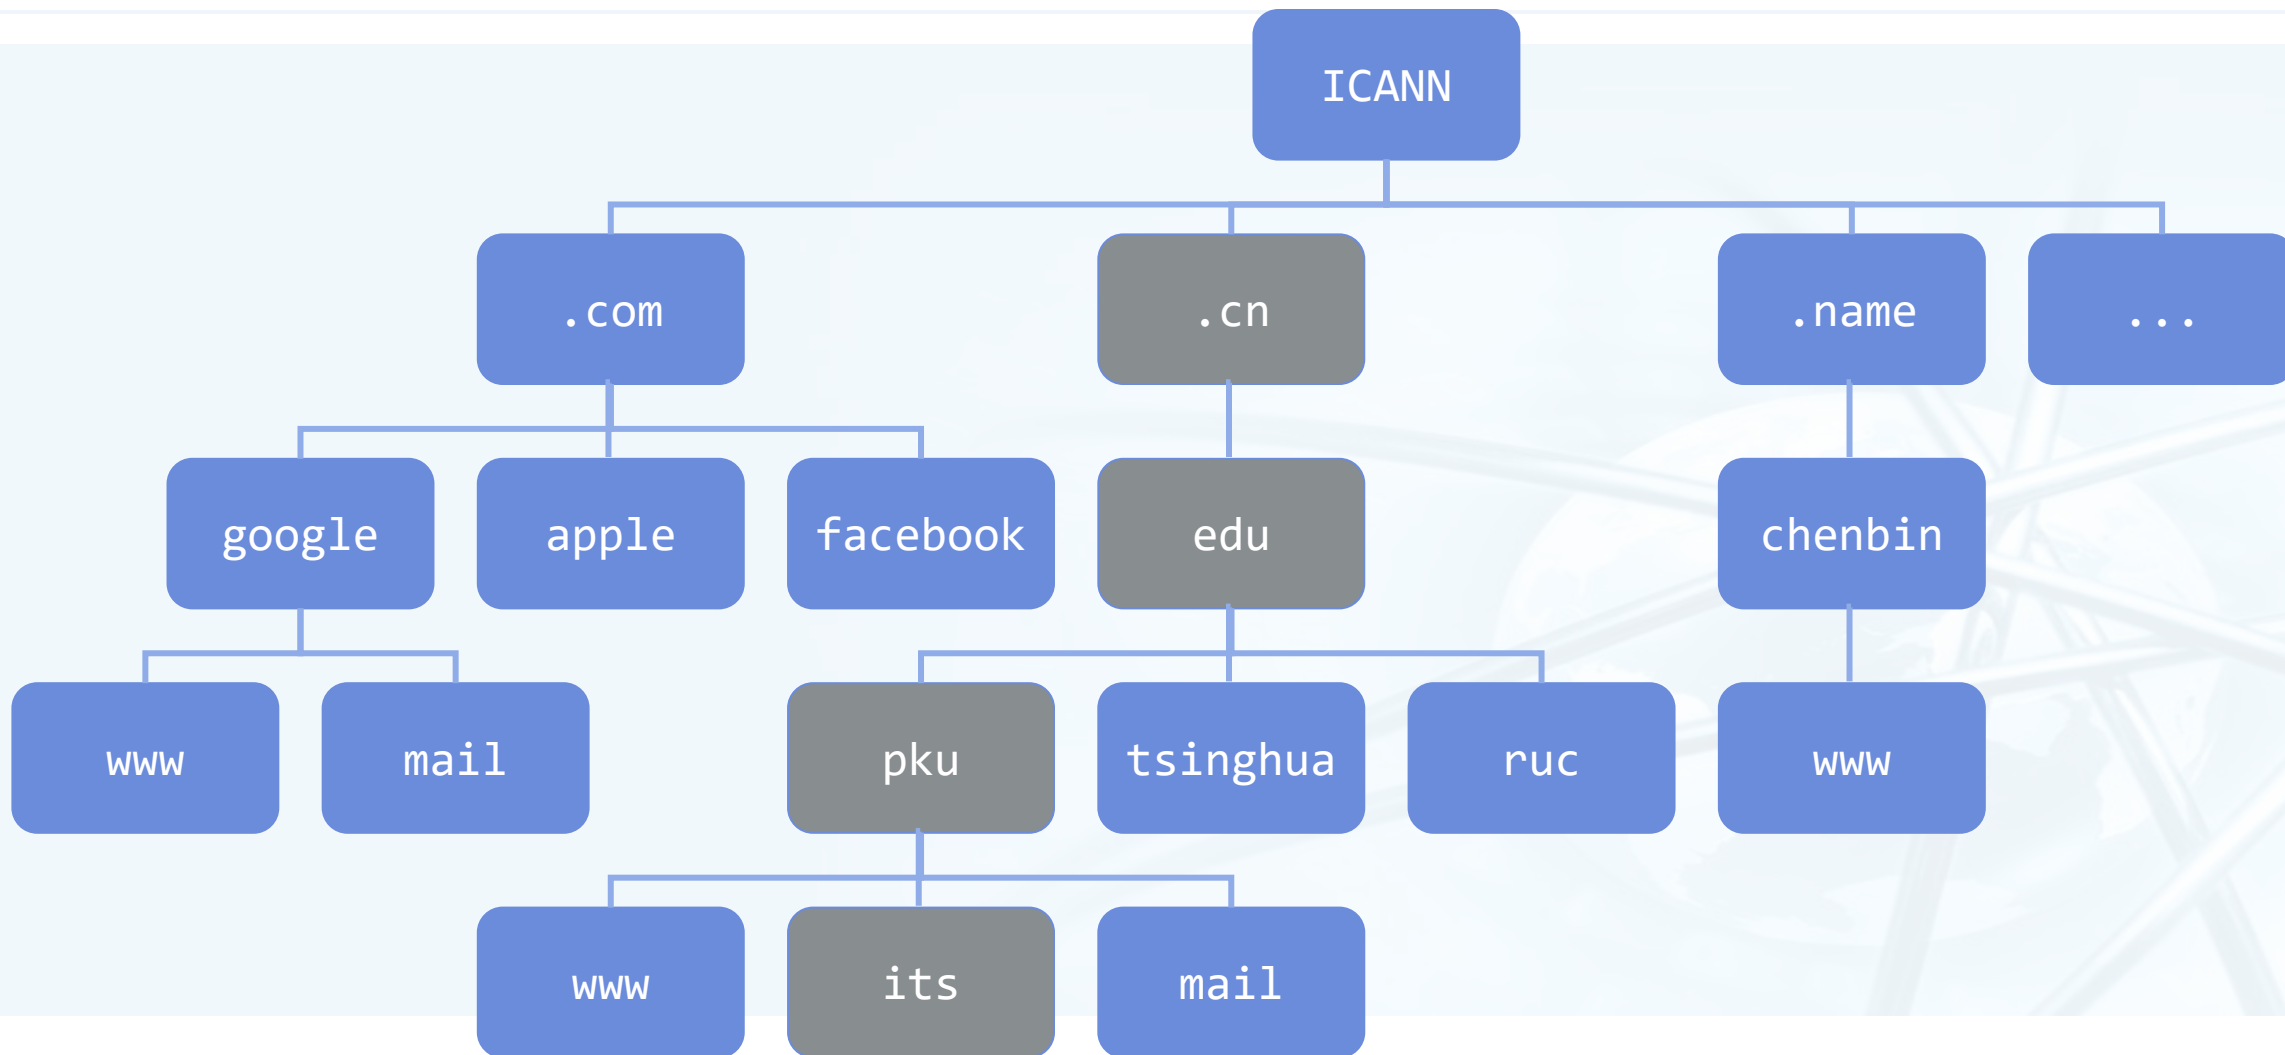 ICANN
.com
.cn
.name
...
google
apple
facebook
edu
chenbin
www
mail
pku
tsinghua
ruc
www
www
its
mail